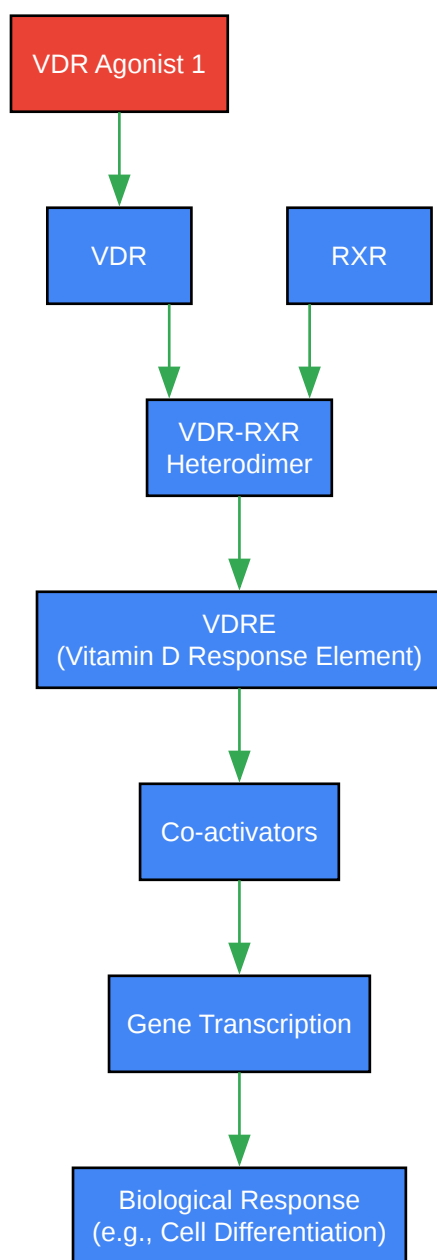 VDR Agonist 1
VDR
RXR
VDR-RXR
Heterodimer
VDRE
(Vitamin D Response Element)
Co-activators
Gene Transcription
Biological Response
(e.g., Cell Differentiation)